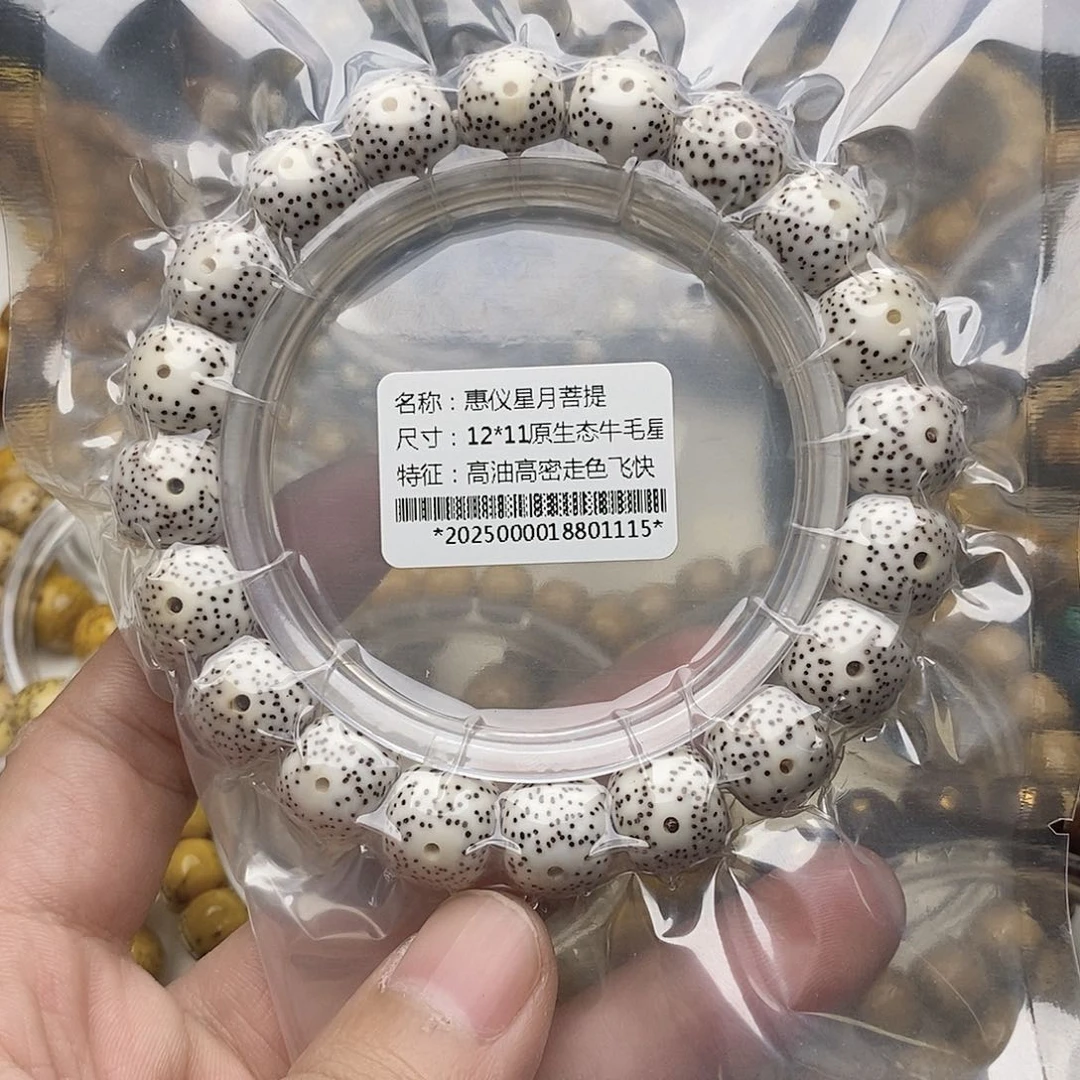 名称：惠仪星月菩提
尺寸：12*11原生态牛毛星
特征：高油高密走色飞快
*2025000018801115*